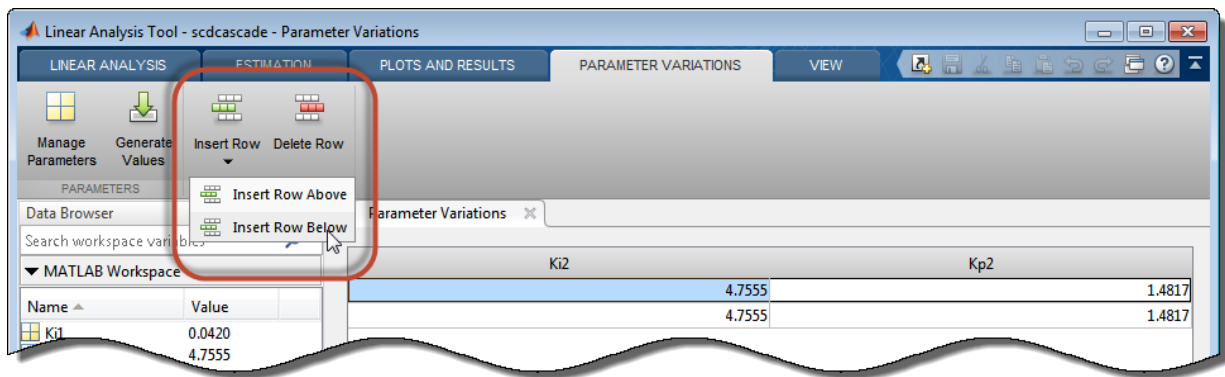 Linear Analysis Tool - scdcascade - Parameter Variations
LINEAR ANALYSIS ESTIMATION PLOTS AND RESULTS PARAMETER VARIATIONS VIEW
Manage Parameters
Generate Values
Insert Row
Delete Row
PARAMETERS
Insert Row Above
Insert Row Below
Data Browser
Search workspace variables
MATLAB Workspace
Name Value
Ki1 0.0420
4.7555
Parameter Variations
Ki2 Kp2
4.7555 1.4817
4.7555 1.4817